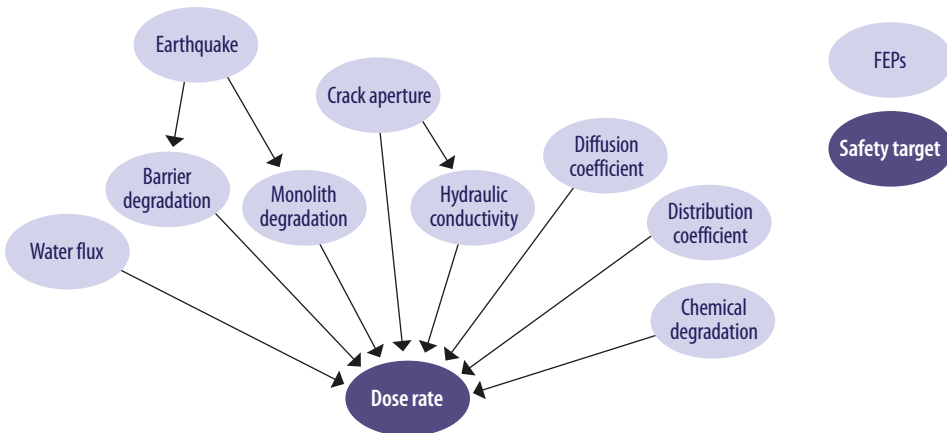 Earthquake
FEPs
Crack aperture
Safety target
Diffusion
coefficient
Barrier
degradation
Monolith
degradation
Hydraulic
conductivity
Distribution
coefficient
Water flux
Chemical
degradation
Dose rate